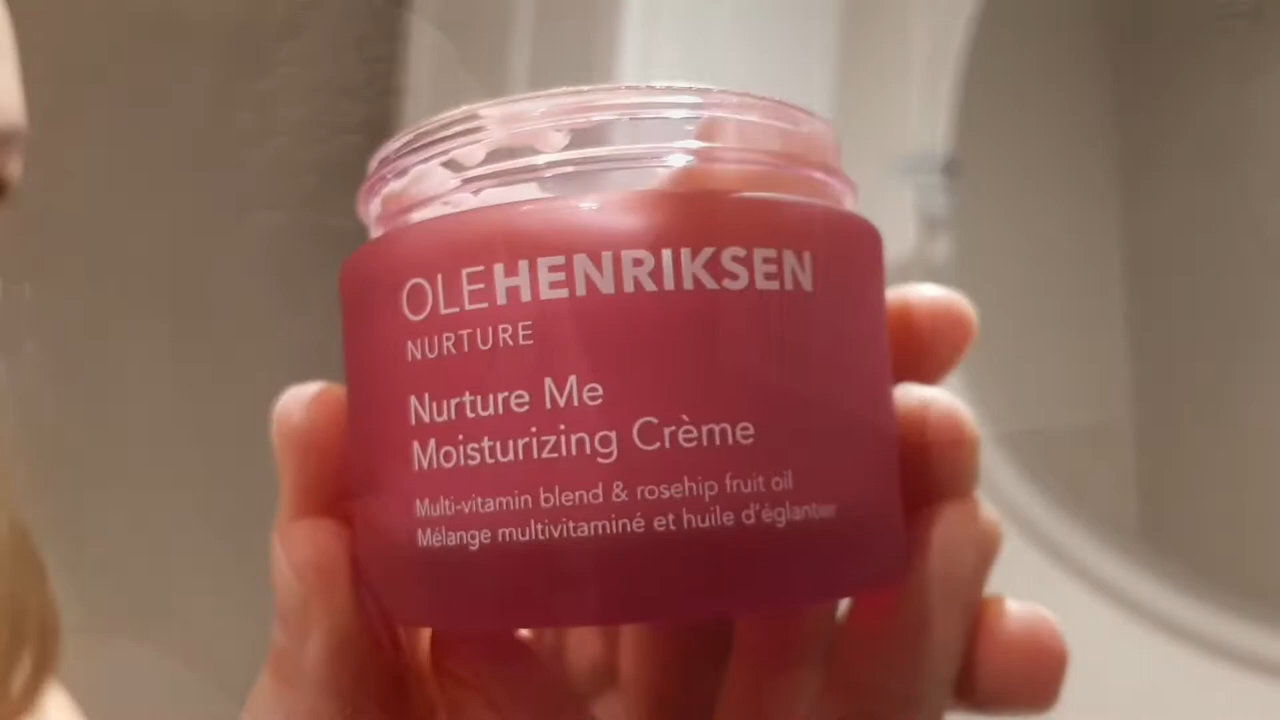 OLEHENRIKSEN
NURTURE
Nurture Me
Moisturizing Crème
Multi-vitamin blend & rosehip fruit oil
Mélange multivitaminé et huile d'églantier